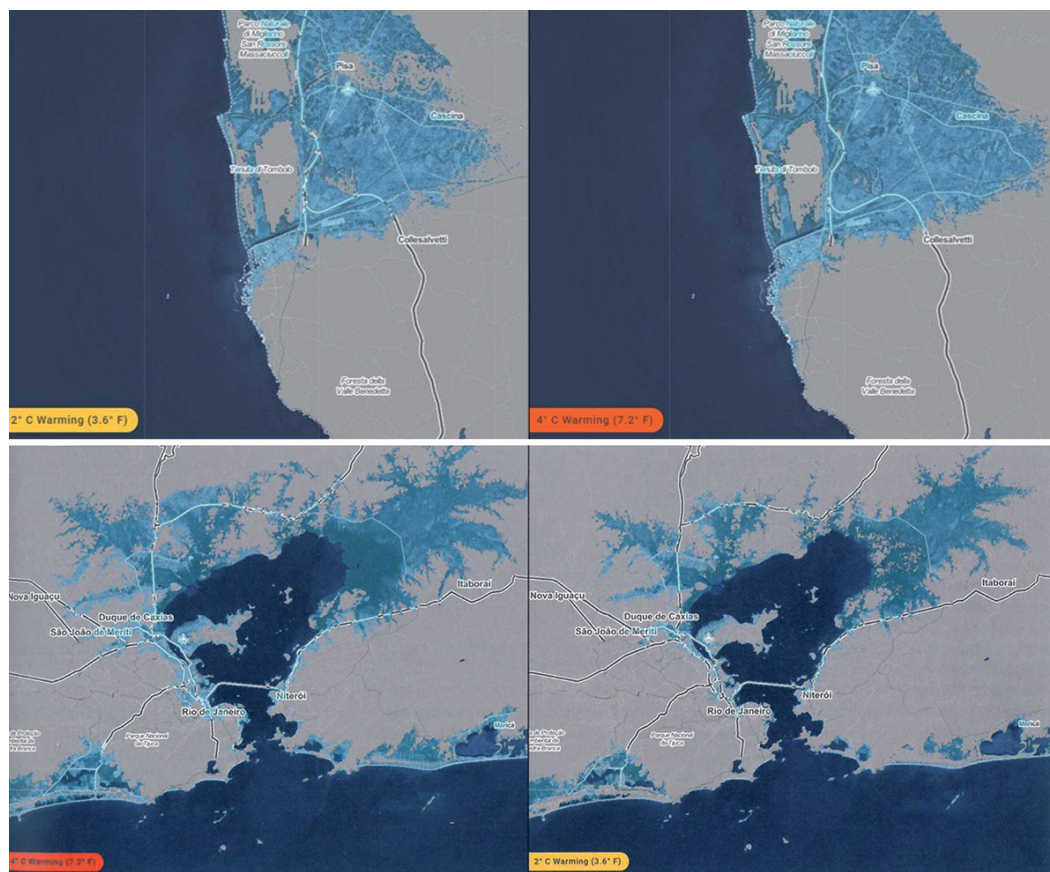 Parco Naturale
di Migliarino
San Rossore
Massaciuccoli
Pisa
Cascina
Tenuta di Tombolo
Collesalvetti
Foresta della
Valle Benedetta
2° C Warming (3.6° F)
Parco Naturale
di Migliarino
San Rossore
Massaciuccoli
Pisa
Cascina
Tenuta di Tombolo
Collesalvetti
Foresta della
Valle Benedetta
4° C Warming (7.2° F)
Itaboraí
Nova Iguaçu
Duque de Caxias
São João de Meriti
Niterói
Rio de Janeiro
Maricá
Parque Nacional
da Tijuca
4° C Warming (7.2° F)
Itaboraí
Nova Iguaçu
Duque de Caxias
São João de Meriti
Niterói
Rio de Janeiro
Maricá
Parque Nacional
da Tijuca
2° C Warming (3.6° F)